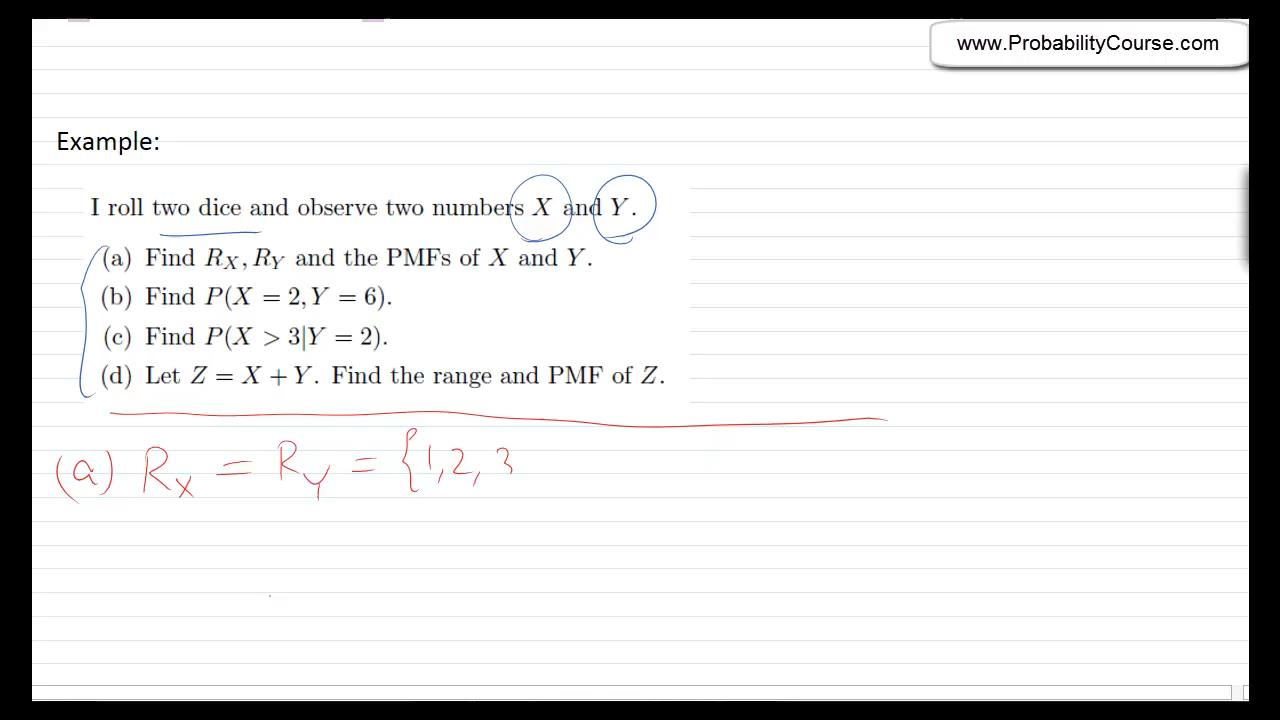 www.ProbabilityCourse.com
Example:
I roll two dice and observe two numbers X and Y.
(a) Find R_X, R_Y and the PMFs of X and Y.
(b) Find P(X = 2, Y = 6).
(c) Find P(X > 3|Y = 2).
(d) Let Z = X + Y. Find the range and PMF of Z.
(a) R_X = R_Y = {1, 2, 3